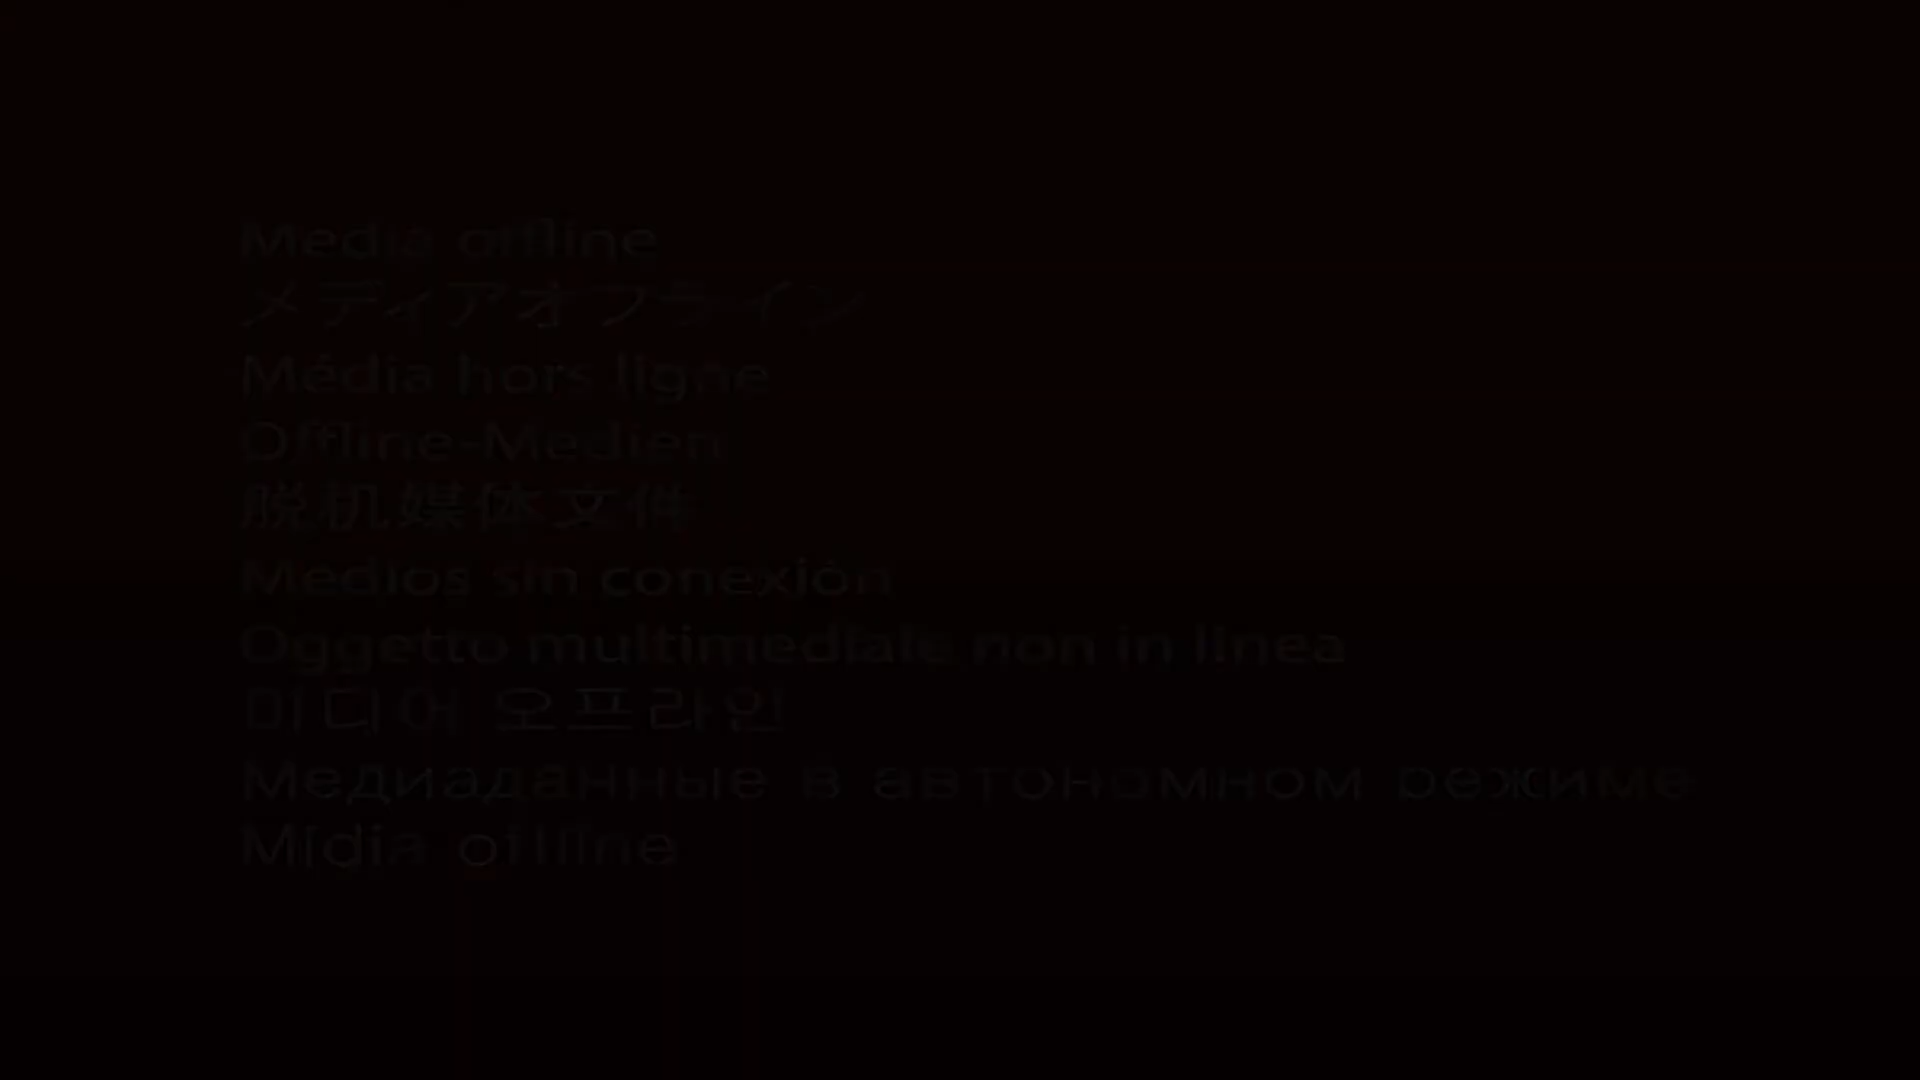 Media offline
メディアオフライン
Média hors ligne
Offline-Medien
脱机媒体文件
Medios sin conexión
Oggetto multimediale non in linea
미디어 오프라인
Медиаданные в автономном режиме
Mídia offline